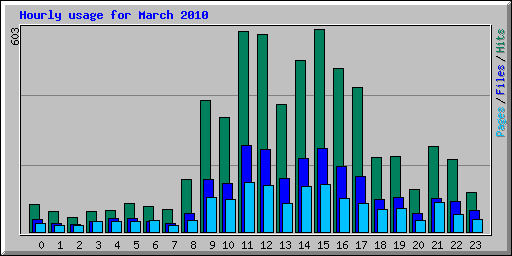 Hourly usage for March 2010
603
Pages / Files / Hits
0 1 2 3 4 5 6 7 8 9 10 11 12 13 14 15 16 17 18 19 20 21 22 23